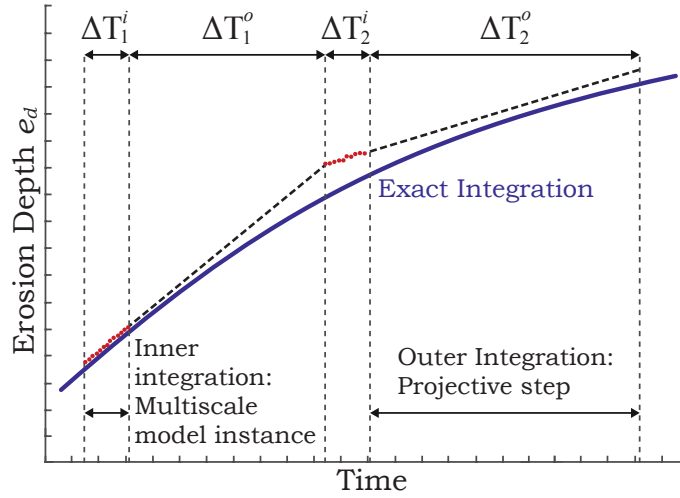 ΔT₁ⁱ ΔT₁ᵒ ΔT₂ⁱ ΔT₂ᵒ
Erosion Depth e_d
Exact Integration
Inner
integration:
Multiscale
model instance
Outer Integration:
Projective step
Time